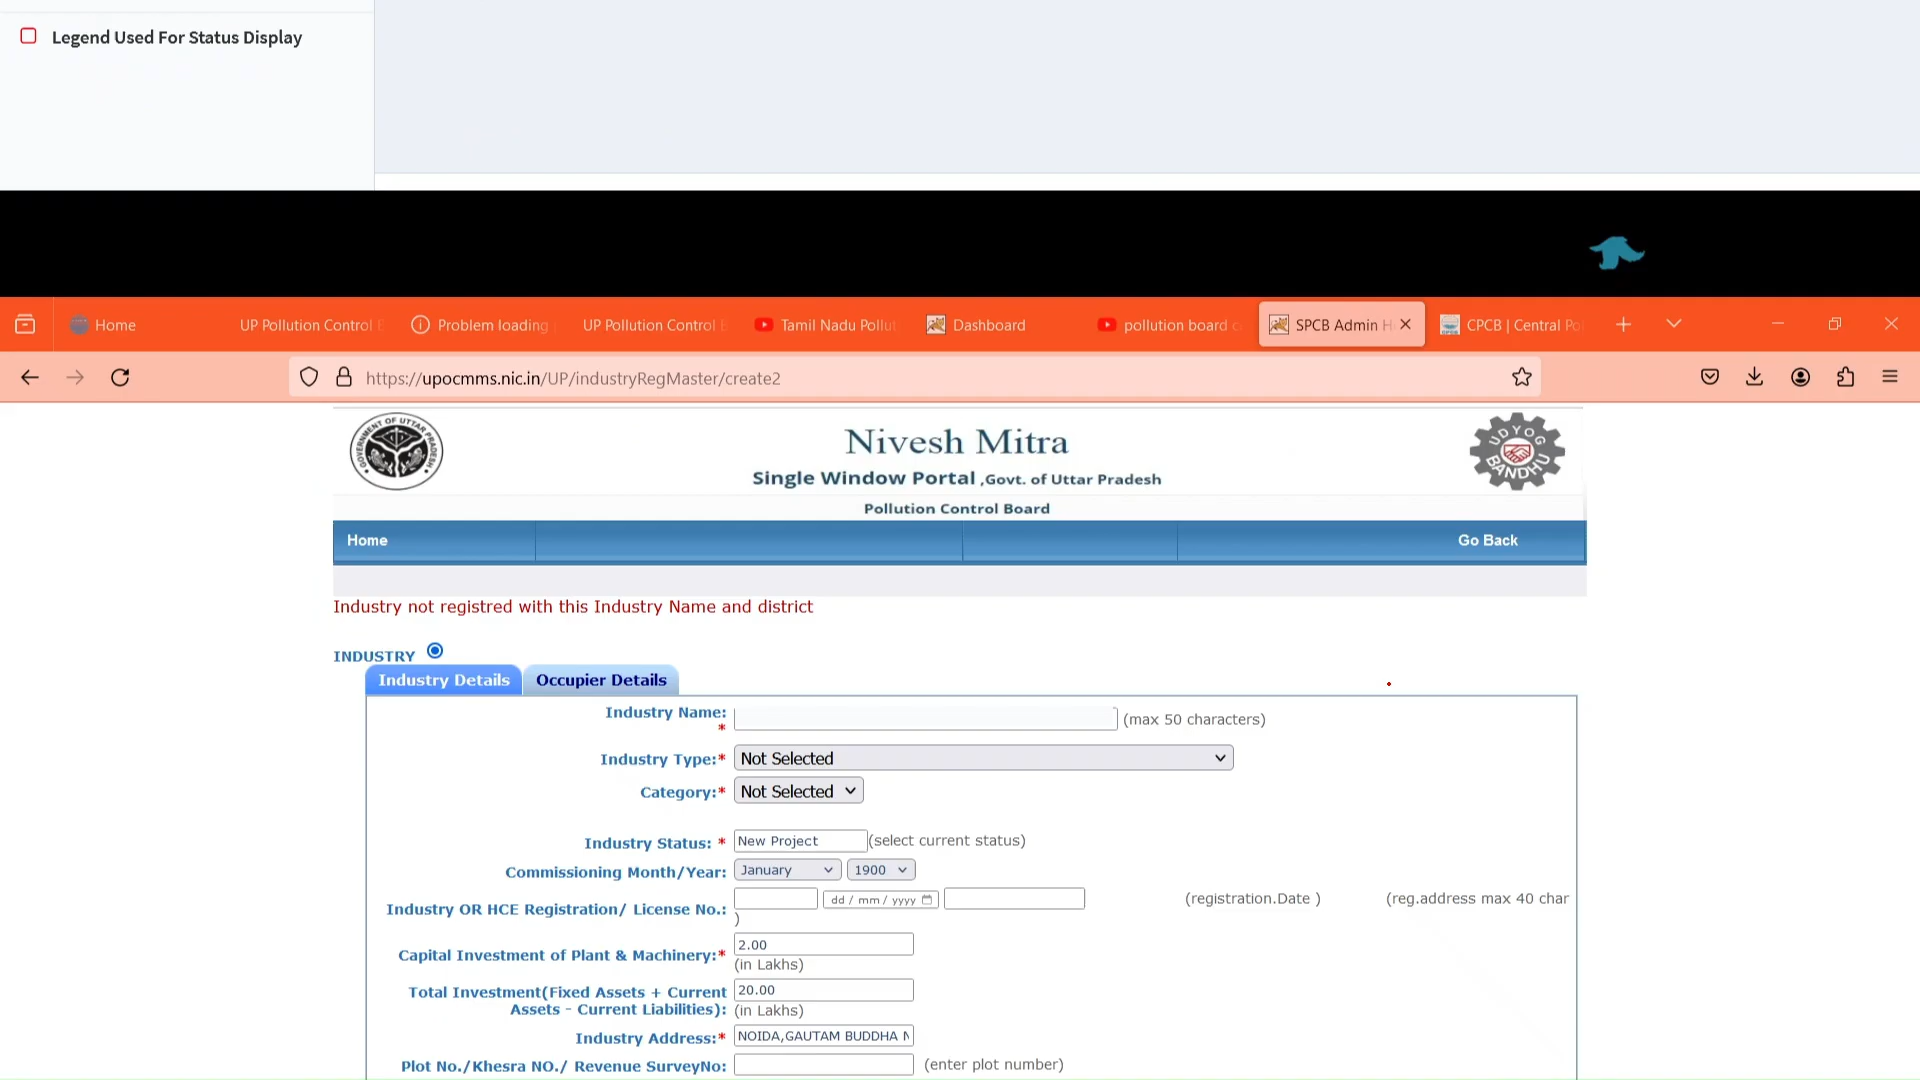 Legend Used For Status Display
Home
UP Pollution Control
Problem loading
UP Pollution Control
Tamil Nadu Pollut
Dashboard
pollution board c
SPCB Admin H
CPCB | Central Po
https://upocmms.nic.in/UP/industryRegMaster/create2
GOVERNMENT OF UTTAR PRADESH
Nivesh Mitra
Single Window Portal ,Govt. of Uttar Pradesh
Pollution Control Board
UDYOG
BANDHU
Home
Go Back
Industry not registred with this Industry Name and district
INDUSTRY
Industry Details
Occupier Details
Industry Name:
*
(max 50 characters)
Industry Type:* Not Selected
Category:* Not Selected
Industry Status: * New Project (select current status)
Commissioning Month/Year: January 1900
Industry OR HCE Registration/ License No.: dd / mm / yyyy (registration.Date ) (reg.address max 40 char
)
Capital Investment of Plant & Machinery:* 2.00
(in Lakhs)
Total Investment(Fixed Assets + Current 20.00
Assets - Current Liabilities): (in Lakhs)
Industry Address:* NOIDA,GAUTAM BUDDHA N
Plot No./Khesra NO./ Revenue SurveyNo: (enter plot number)